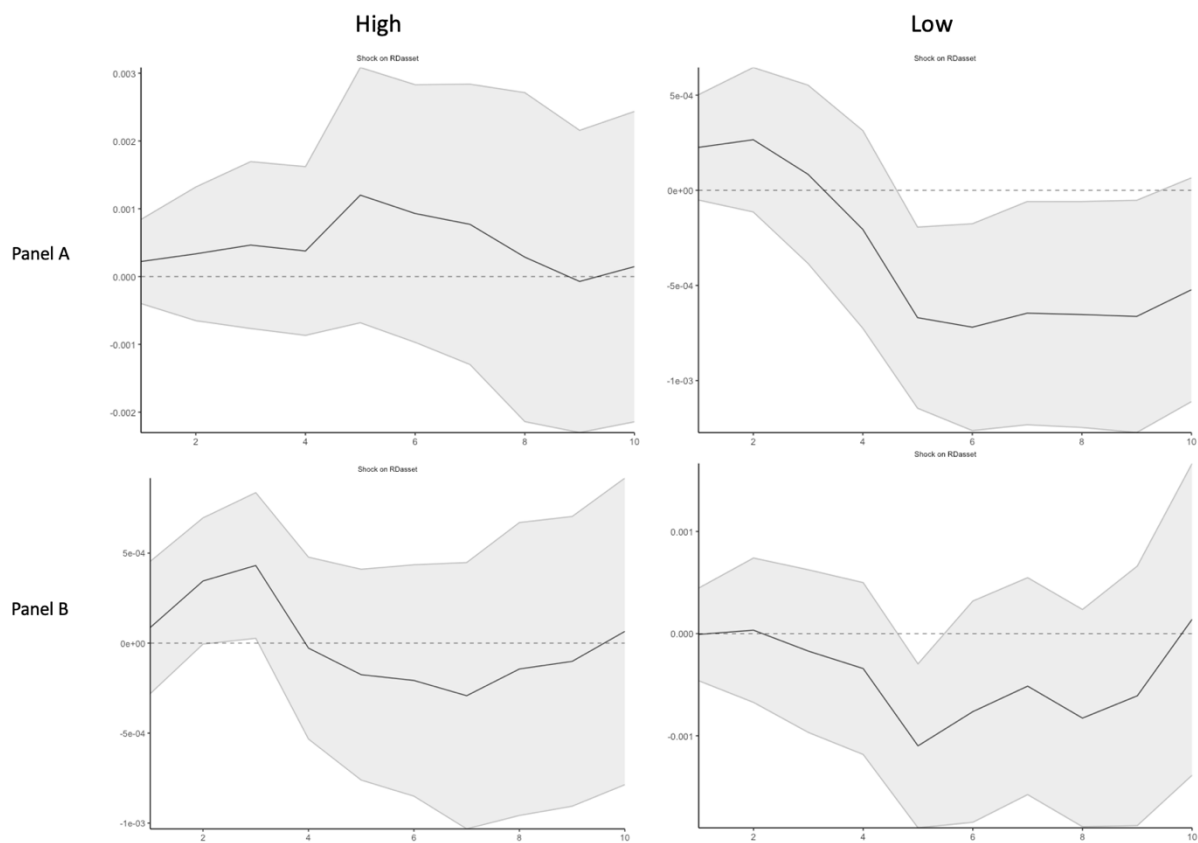 High
Low
Shock on RDasset
Shock on RDasset
Panel A
0.003
0.002
0.001
0.000
-0.001
-0.002
2
4
6
8
10
5e-04
0e+00
-5e-04
-1e-03
2
4
6
8
10
Shock on RDasset
Shock on RDasset
Panel B
5e-04
0e+00
-5e-04
-1e-03
2
4
6
8
10
0.001
0.000
-0.001
2
4
6
8
10